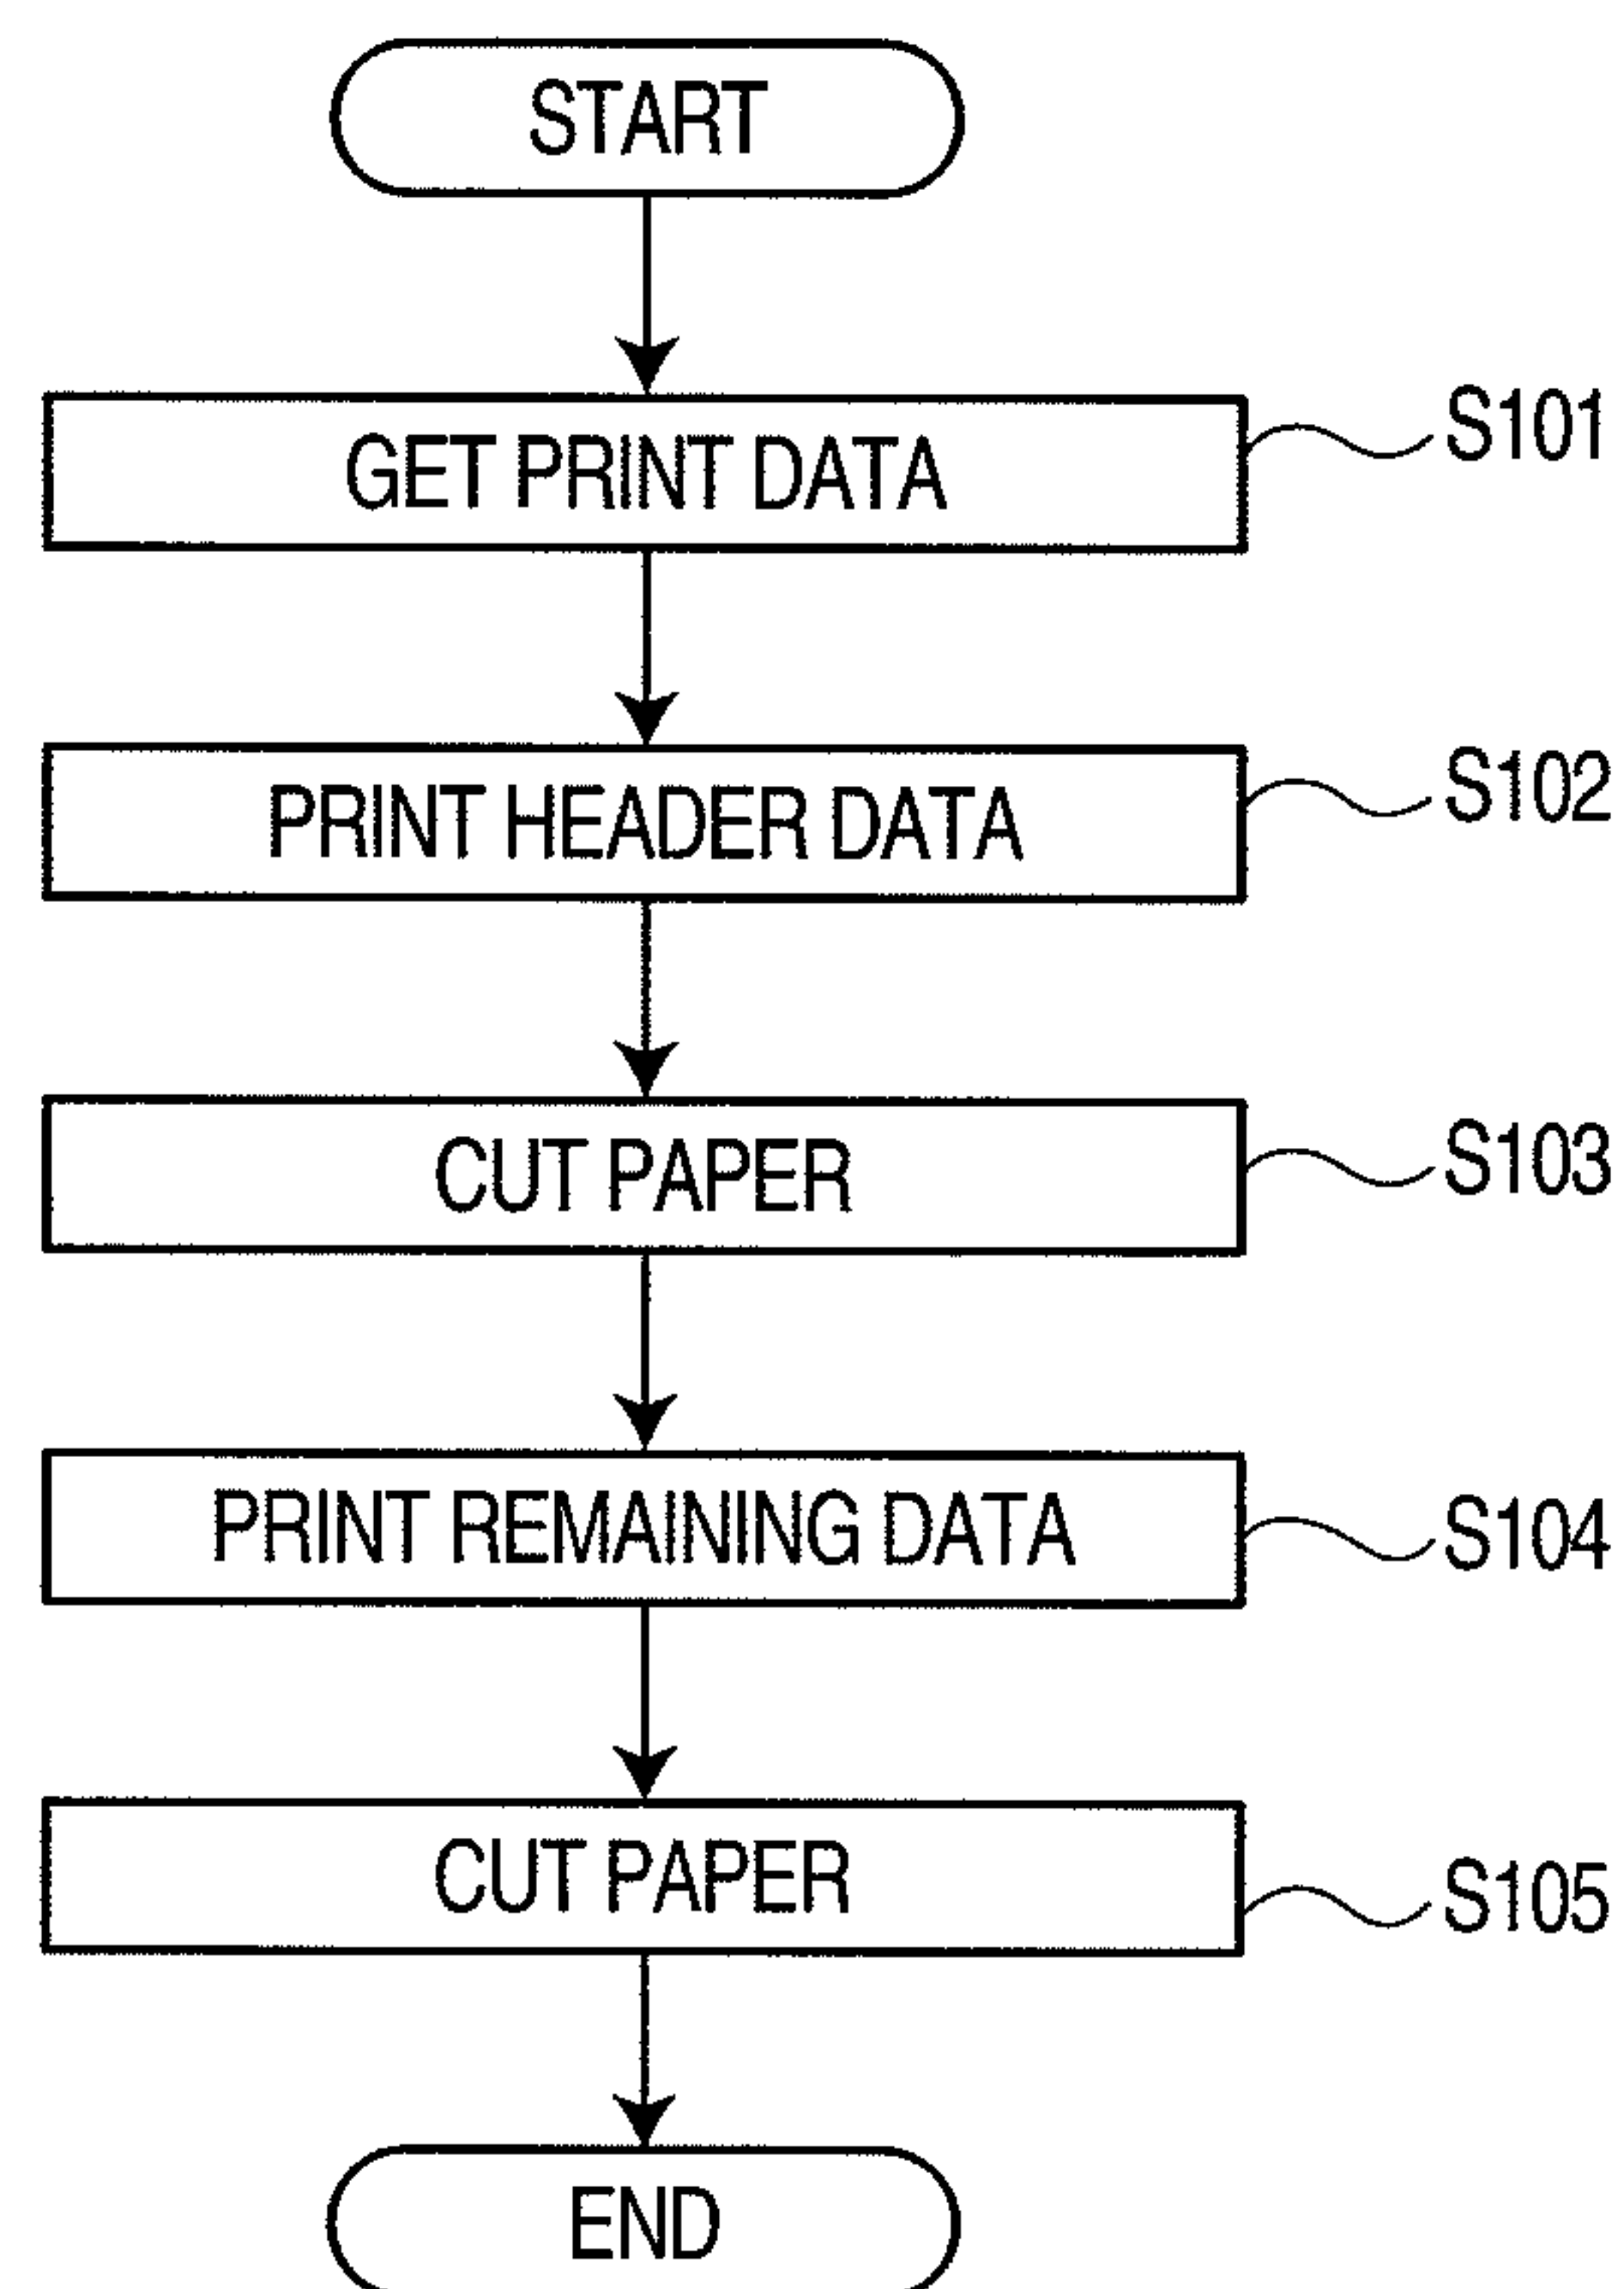 START
GET PRINT DATA S101
PRINT HEADER DATA S102
CUT PAPER S103
PRINT REMAINING DATA S104
CUT PAPER S105
END